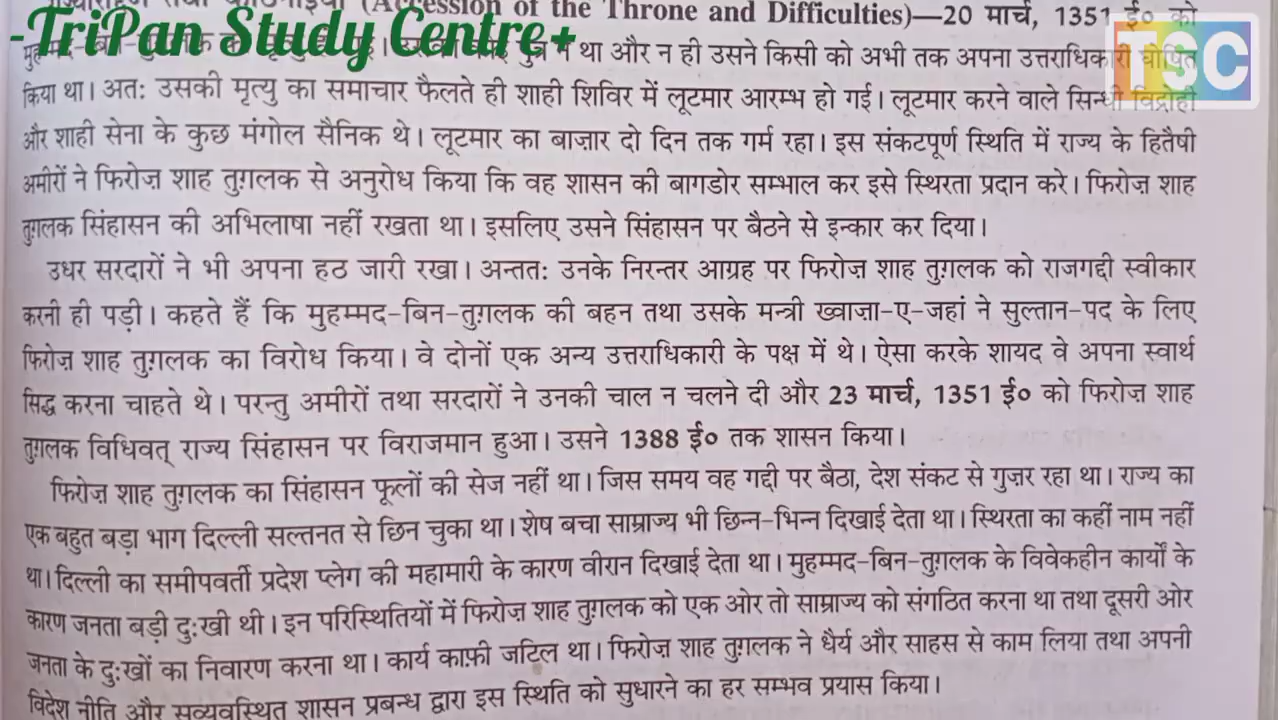 (Accession of the Throne and Difficulties)—20 मार्च, 1351 ई० को
-TriPan Study Centre+
TSC
पुत्र न था और न ही उसने किसी को अभी तक अपना उत्तराधिकारी घोषित
किया था। अतः उसकी मृत्यु का समाचार फैलते ही शाही शिविर में लूटमार आरम्भ हो गई। लूटमार करने वाले सिन्धी विद्रोही
और शाही सेना के कुछ मंगोल सैनिक थे। लूटमार का बाज़ार दो दिन तक गर्म रहा। इस संकटपूर्ण स्थिति में राज्य के हितैषी
अमीरों ने फिरोज़ शाह तुग़लक से अनुरोध किया कि वह शासन की बागडोर सम्भाल कर इसे स्थिरता प्रदान करे। फिरोज़ शाह
तुग़लक सिंहासन की अभिलाषा नहीं रखता था। इसलिए उसने सिंहासन पर बैठने से इन्कार कर दिया।
उधर सरदारों ने भी अपना हठ जारी रखा। अन्ततः उनके निरन्तर आग्रह पर फिरोज़ शाह तुग़लक को राजगद्दी स्वीकार
करनी ही पड़ी। कहते हैं कि मुहम्मद-बिन-तुग़लक की बहन तथा उसके मन्त्री ख्वाज़ा-ए-जहां ने सुल्तान-पद के लिए
फिरोज़ शाह तुग़लक का विरोध किया। वे दोनों एक अन्य उत्तराधिकारी के पक्ष में थे। ऐसा करके शायद वे अपना स्वार्थ
सिद्ध करना चाहते थे। परन्तु अमीरों तथा सरदारों ने उनकी चाल न चलने दी और 23 मार्च, 1351 ई० को फिरोज़ शाह
तुग़लक विधिवत् राज्य सिंहासन पर विराजमान हुआ। उसने 1388 ई० तक शासन किया।
फिरोज़ शाह तुग़लक का सिंहासन फूलों की सेज नहीं था। जिस समय वह गद्दी पर बैठा, देश संकट से गुज़र रहा था। राज्य का
एक बहुत बड़ा भाग दिल्ली सल्तनत से छिन चुका था। शेष बचा साम्राज्य भी छिन्न-भिन्न दिखाई देता था। स्थिरता का कहीं नाम नहीं
था। दिल्ली का समीपवर्ती प्रदेश प्लेग की महामारी के कारण वीरान दिखाई देता था। मुहम्मद-बिन-तुग़लक के विवेकहीन कार्यों के
कारण जनता बड़ी दुःखी थी। इन परिस्थितियों में फिरोज़ शाह तुग़लक को एक ओर तो साम्राज्य को संगठित करना था तथा दूसरी ओर
जनता के दुःखों का निवारण करना था। कार्य काफ़ी जटिल था। फिरोज़ शाह तुग़लक ने धैर्य और साहस से काम लिया तथा अपनी
विदेश नीति और सुव्यवस्थित शासन प्रबन्ध द्वारा इस स्थिति को सुधारने का हर सम्भव प्रयास किया।